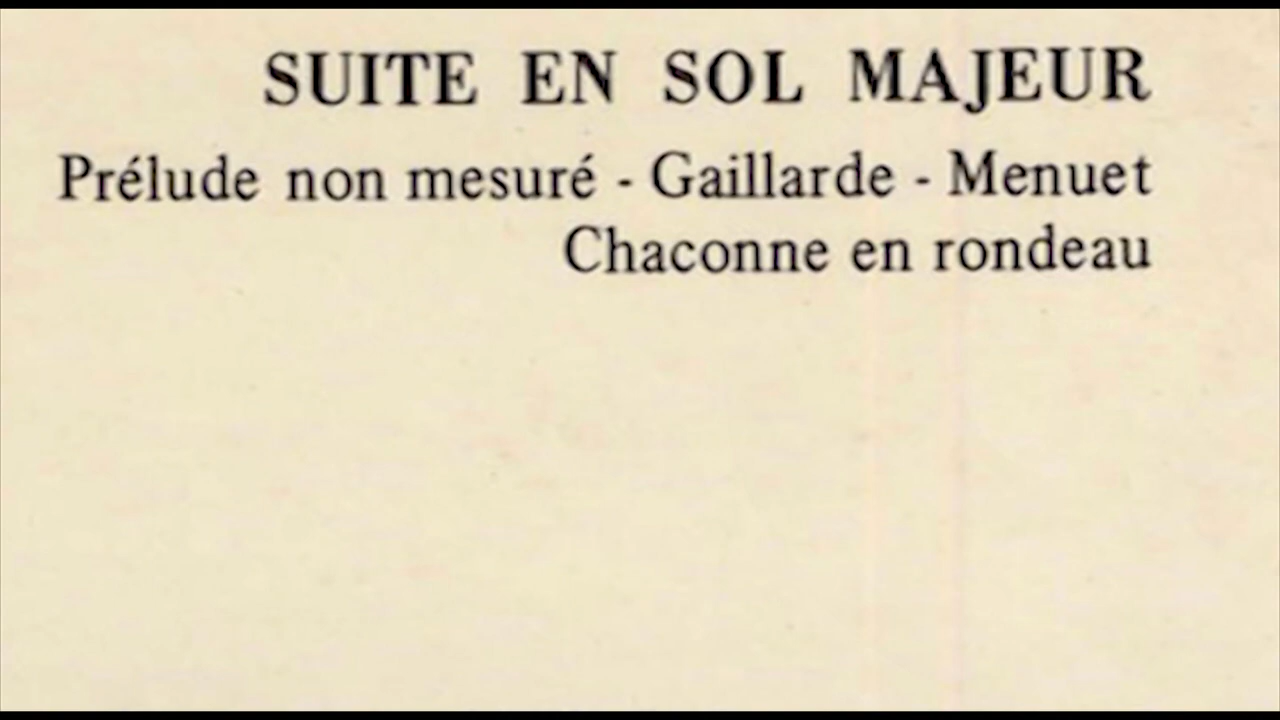 SUITE EN SOL MAJEUR
Prélude non mesuré - Gaillarde - Menuet
Chaconne en rondeau